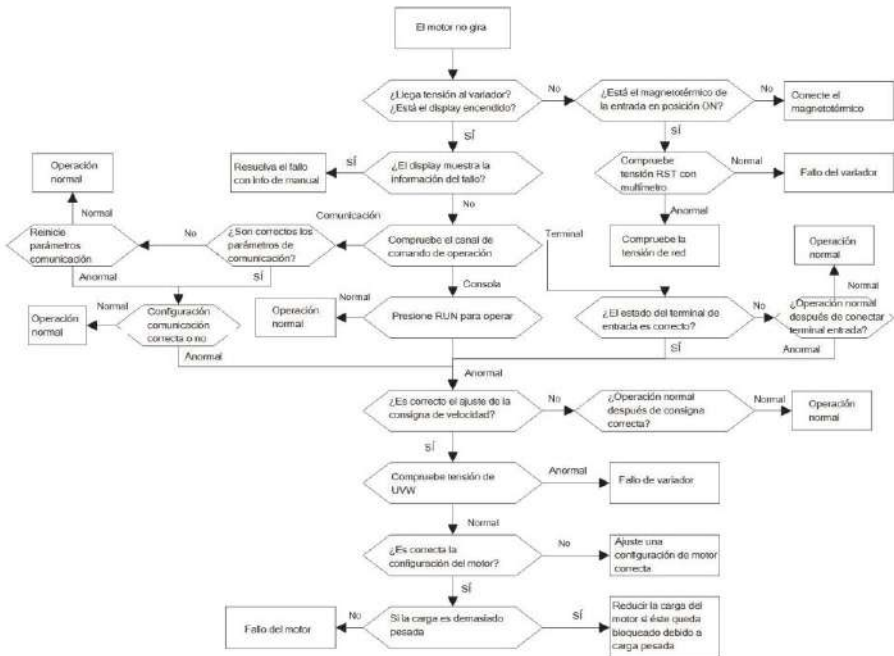 El motor no gira
¿Llega tensión al variador?
¿Está el display encendido?
No
¿Está el magnetotérmico de
la entrada en posición ON?
No
Conecte el
magnetotérmico
SÍ
SÍ
Operación
normal
Resuelva el fallo
con info de manual
SÍ
¿El display muestra la
información del fallo?
Compruebe
tensión RST con
multímetro
Normal
Fallo del variador
Normal
No
Anormal
Comunicación
Terminal
Reinicie
parámetros
comunicación
No
¿Son correctos los
parámetros de
comunicación?
Compruebe el canal de
comando de operación
Compruebe la
tensión de red
Operación
normal
Anormal
SÍ
Consola
Normal
Operación
normal
Normal
Configuración
comunicación
correcta o no
Operación
normal
Normal
Presione RUN para operar
¿El estado del terminal de
entrada es correcto?
No
¿Operación normal
después de conectar
terminal entrada?
Anormal
Anormal
SÍ
Anormal
¿Es correcto el ajuste de la
consigna de velocidad?
No
¿Operación normal
después de consigna
correcta?
Normal
Operación
normal
SÍ
Compruebe tensión de
UVW
Anormal
Fallo de variador
Normal
¿Es correcta la
configuración del motor?
No
Ajuste una
configuración de motor
correcta
SÍ
Fallo del motor
No
Si la carga es demasiado
pesada
SÍ
Reducir la carga del
motor si éste queda
bloqueado debido a
carga pesada